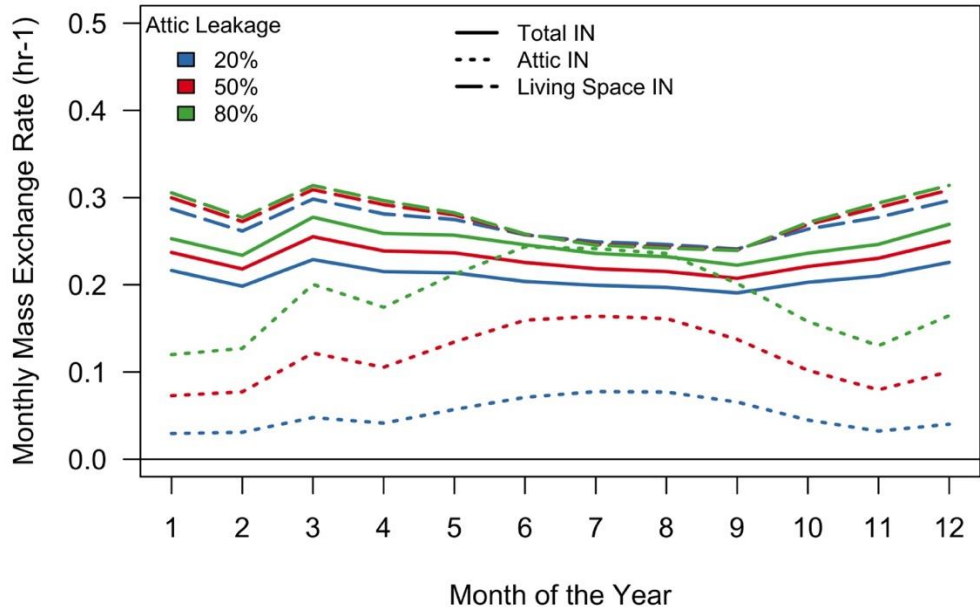 Monthly Mass Exchange Rate (hr-1)
0.5
0.4
0.3
0.2
0.1
0.0
Attic Leakage
20%
50%
80%
Total IN
Attic IN
Living Space IN
1 2 3 4 5 6 7 8 9 10 11 12
Month of the Year